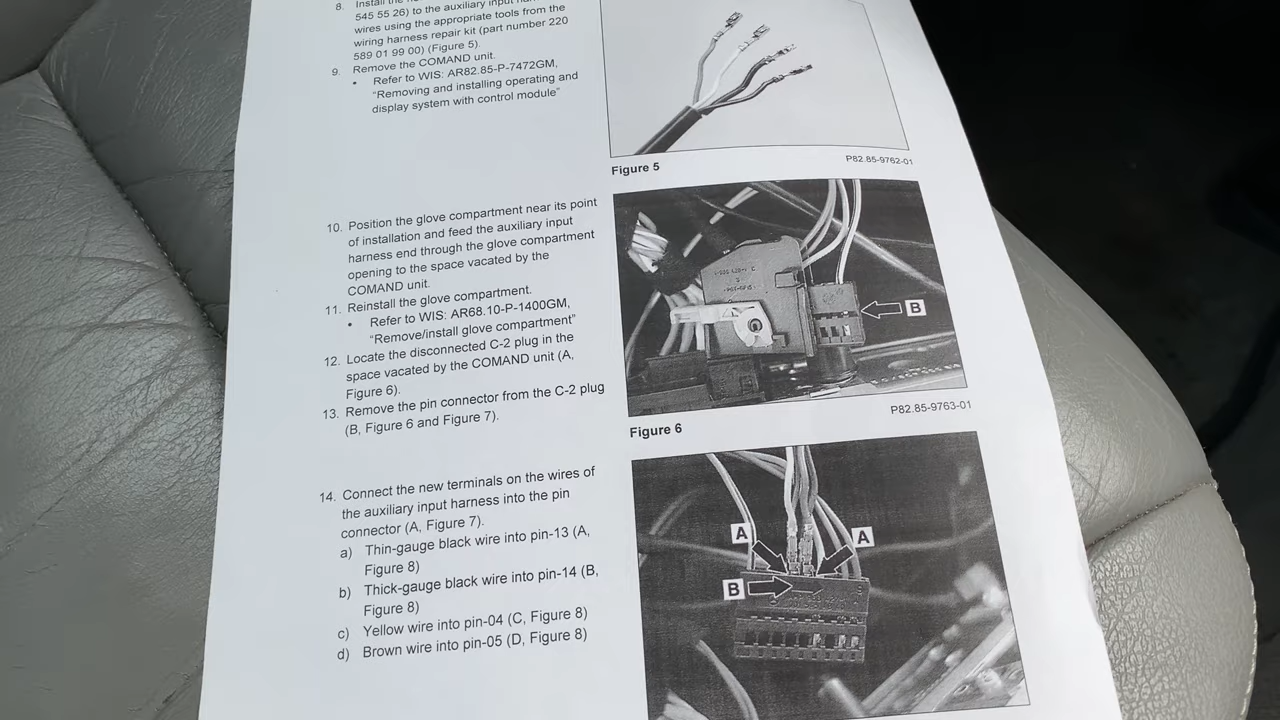 8. Install the
545 55 26) to the auxiliary input
wires using the appropriate tools from the
wiring harness repair kit (part number 220
589 01 99 00) (Figure 5).
9. Remove the COMAND unit.
• Refer to WIS: AR82.85-P-7472GM,
“Removing and installing operating and
display system with control module”
Figure 5
P82.85-9762-01
10. Position the glove compartment near its point
of installation and feed the auxiliary input
harness end through the glove compartment
opening to the space vacated by the
COMAND unit.
11. Reinstall the glove compartment.
• Refer to WIS: AR68.10-P-1400GM,
“Remove/install glove compartment”
12. Locate the disconnected C-2 plug in the
space vacated by the COMAND unit (A,
Figure 6).
13. Remove the pin connector from the C-2 plug
(B, Figure 6 and Figure 7).
B
P82.85-9763-01
Figure 6
14. Connect the new terminals on the wires of
the auxiliary input harness into the pin
connector (A, Figure 7).
a) Thin-gauge black wire into pin-13 (A,
Figure 8)
b) Thick-gauge black wire into pin-14 (B,
Figure 8)
c) Yellow wire into pin-04 (C, Figure 8)
d) Brown wire into pin-05 (D, Figure 8)
A
A
B